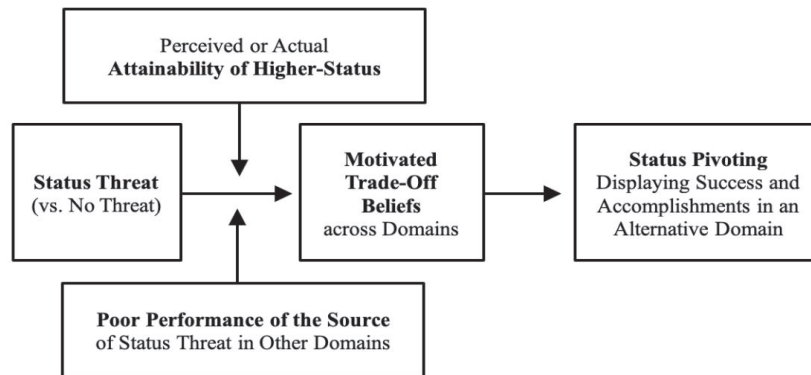 Perceived or Actual
Attainability of Higher-Status
Status Threat
(vs. No Threat)
Motivated
Trade-Off
Beliefs
across Domains
Status Pivoting
Displaying Success and
Accomplishments in an
Alternative Domain
Poor Performance of the Source
of Status Threat in Other Domains